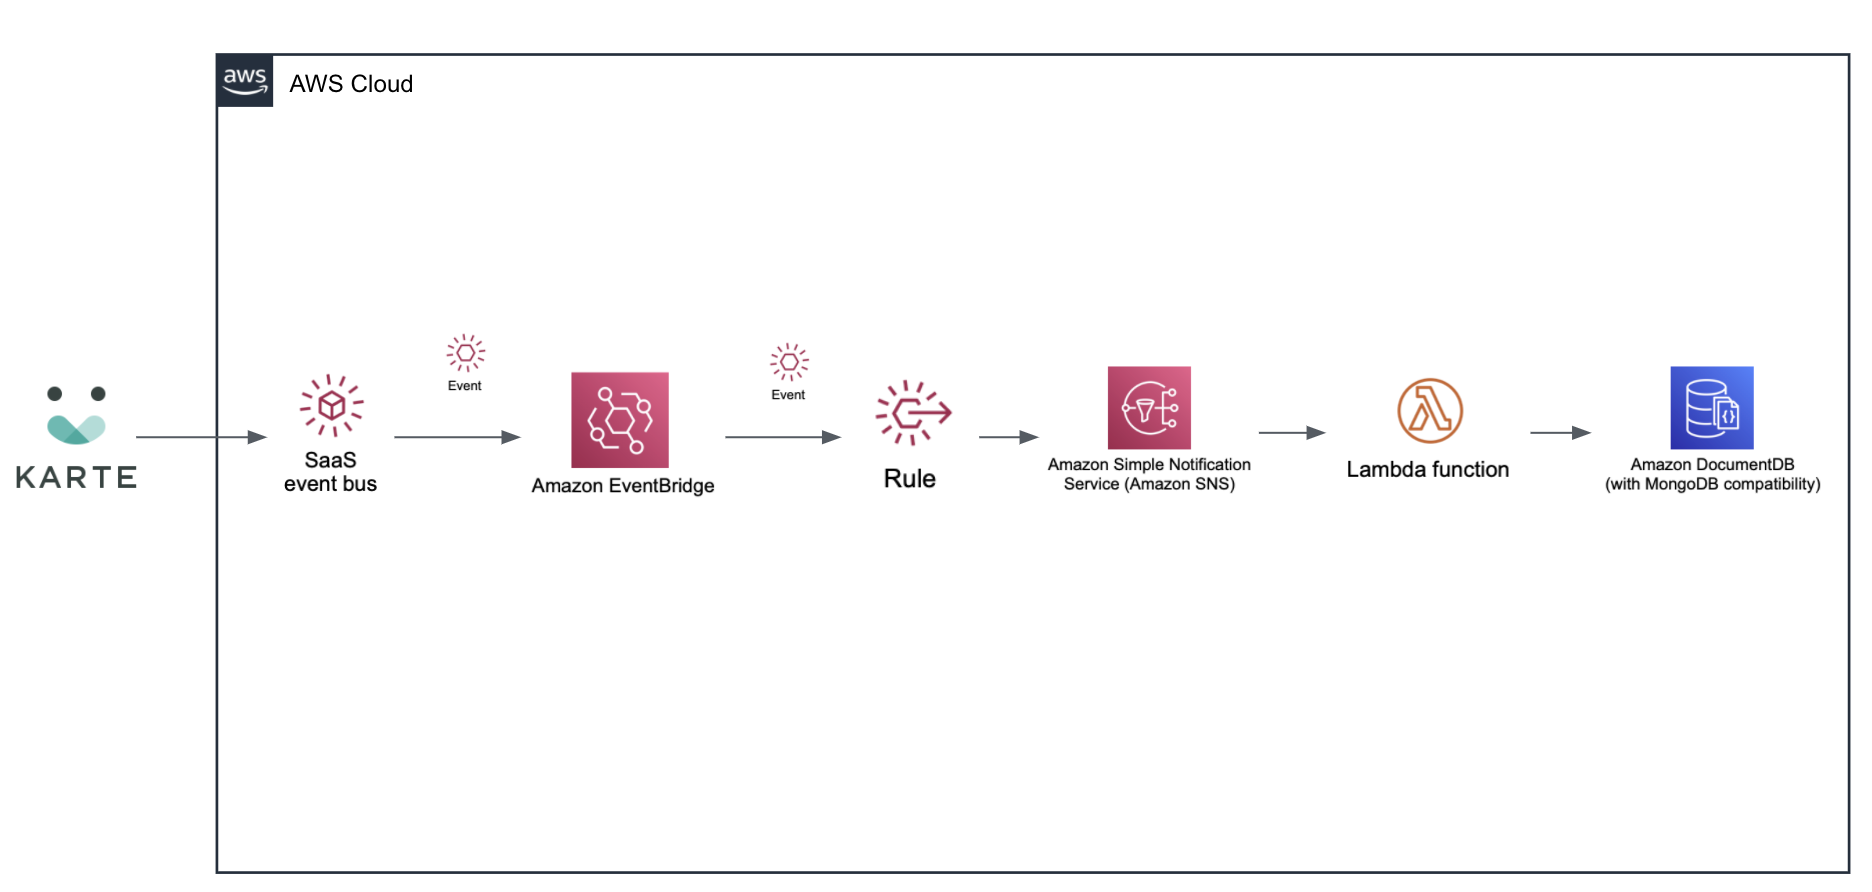 aws
AWS Cloud
Event
Event
KARTE
SaaS
event bus
Amazon EventBridge
Rule
Amazon Simple Notification
Service (Amazon SNS)
Lambda function
Amazon DocumentDB
(with MongoDB compatibility)